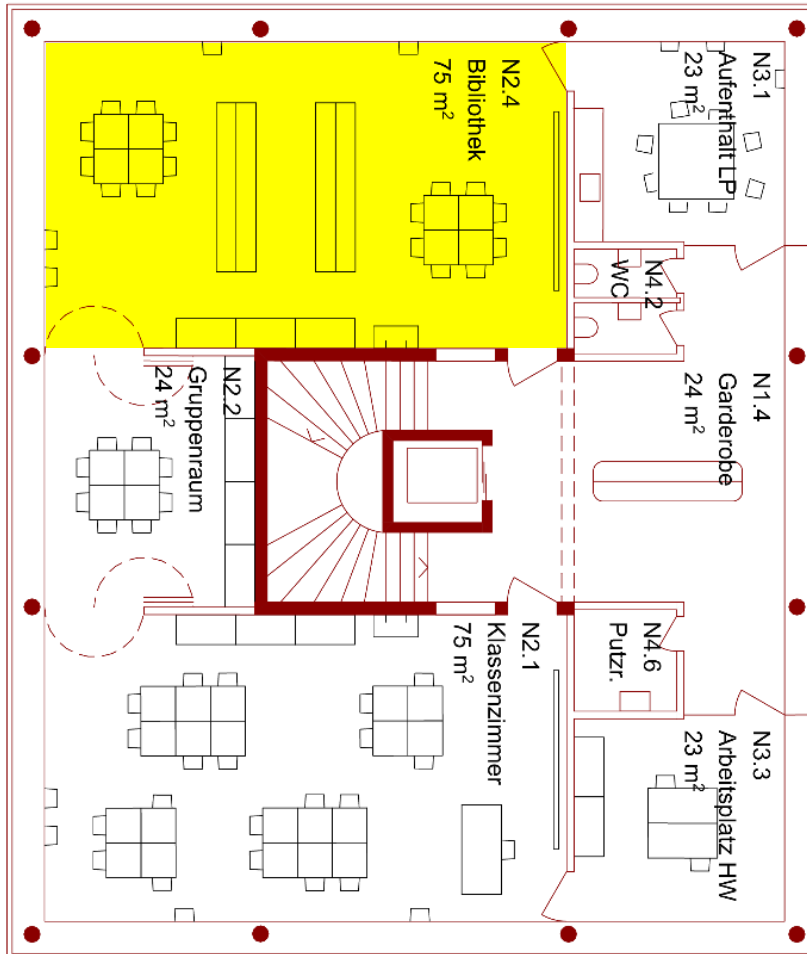 N2.4
Bibliothek
75 m²
N3.1
Aufenthalt LP
23 m²
N4.2
WC
N2.2
Gruppenraum
24 m²
N1.4
Garderobe
24 m²
N2.1
Klassenzimmer
75 m²
N4.6
Putzr.
N3.3
Arbeitsplatz HW
23 m²